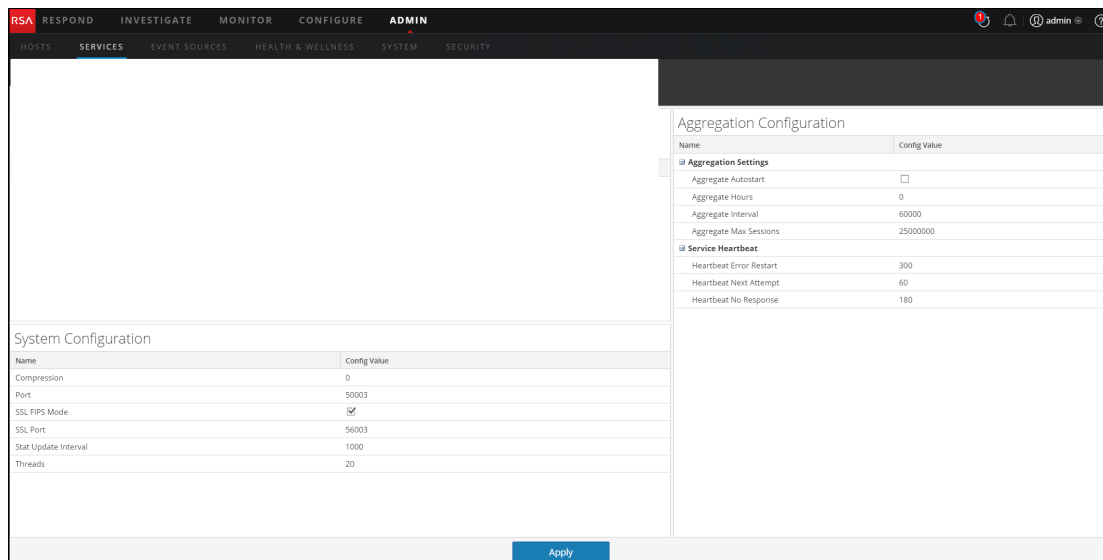 RSA RESPOND INVESTIGATE MONITOR CONFIGURE ADMIN 1 admin ?
HOSTS SERVICES EVENT SOURCES HEALTH & WELLNESS SYSTEM SECURITY
Aggregation Configuration
Name Config Value
Aggregation Settings
Aggregate Autostart
Aggregate Hours 0
Aggregate Interval 60000
Aggregate Max Sessions 25000000
Service Heartbeat
Heartbeat Error Restart 300
Heartbeat Next Attempt 60
Heartbeat No Response 180
System Configuration
Name Config Value
Compression 0
Port 50003
SSL FIPS Mode
SSL Port 56003
Stat Update Interval 1000
Threads 20
Apply